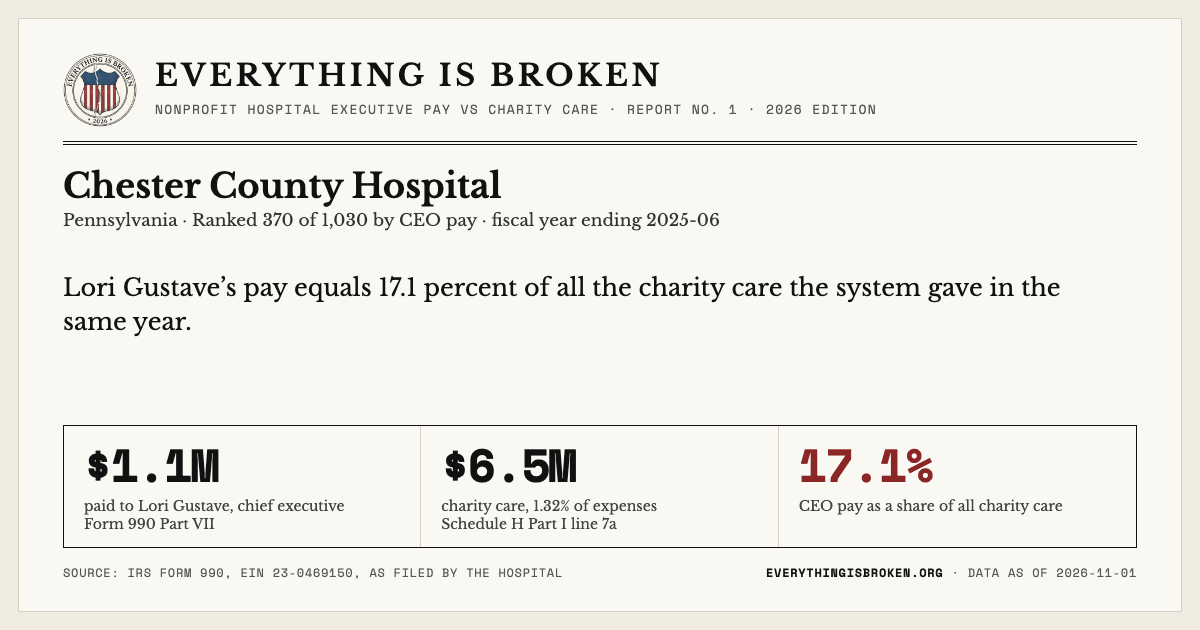 EVERYTHING IS BROKEN
· 2026 ·
EVERYTHING IS BROKEN
NONPROFIT HOSPITAL EXECUTIVE PAY VS CHARITY CARE · REPORT NO. 1 · 2026 EDITION
Chester County Hospital
Pennsylvania · Ranked 370 of 1,030 by CEO pay · fiscal year ending 2025-06
Lori Gustave’s pay equals 17.1 percent of all the charity care the system gave in the
same year.
$1.1M
paid to Lori Gustave, chief executive
Form 990 Part VII
$6.5M
charity care, 1.32% of expenses
Schedule H Part I line 7a
17.1%
CEO pay as a share of all charity care
SOURCE: IRS FORM 990, EIN 23-0469150, AS FILED BY THE HOSPITAL
EVERYTHINGISBROKEN.ORG · DATA AS OF 2026-11-01